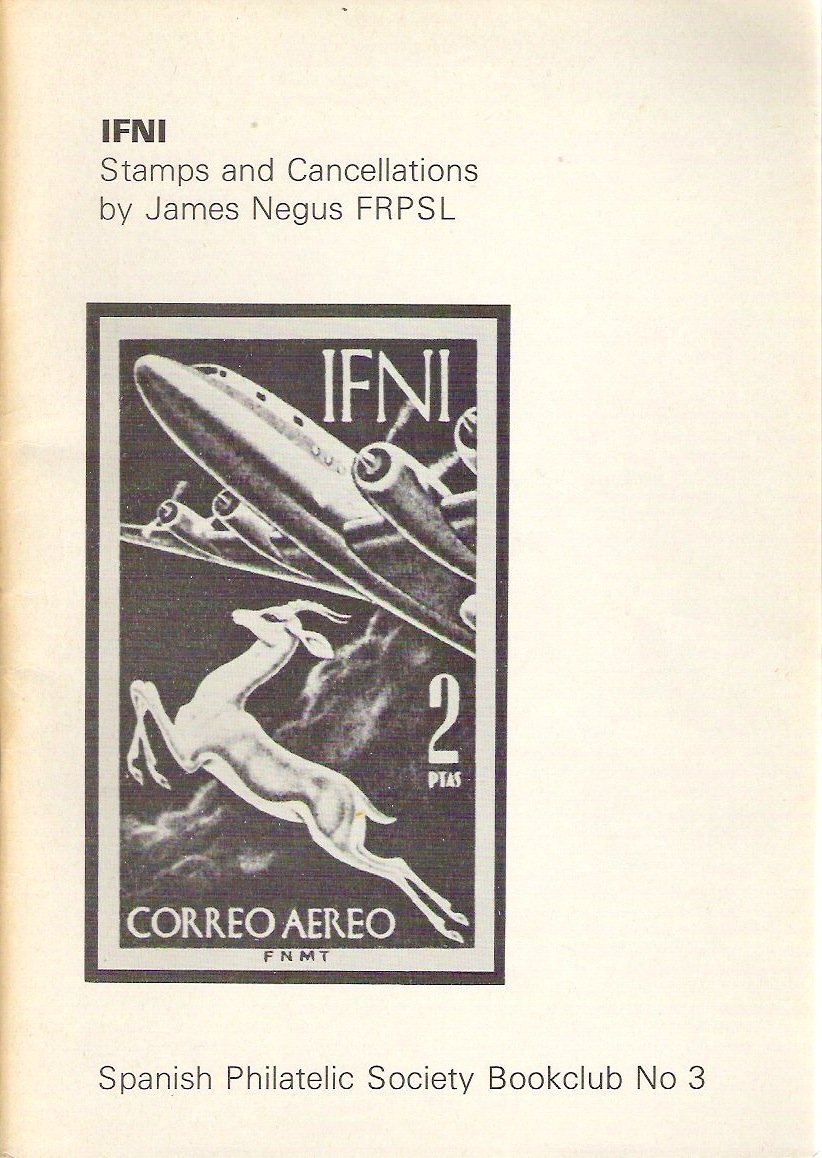 IFNI
Stamps and Cancellations
by James Negus FRPSL
IFNI
2
PTAS
CORREO AEREO
FNMT
Spanish Philatelic Society Bookclub No 3